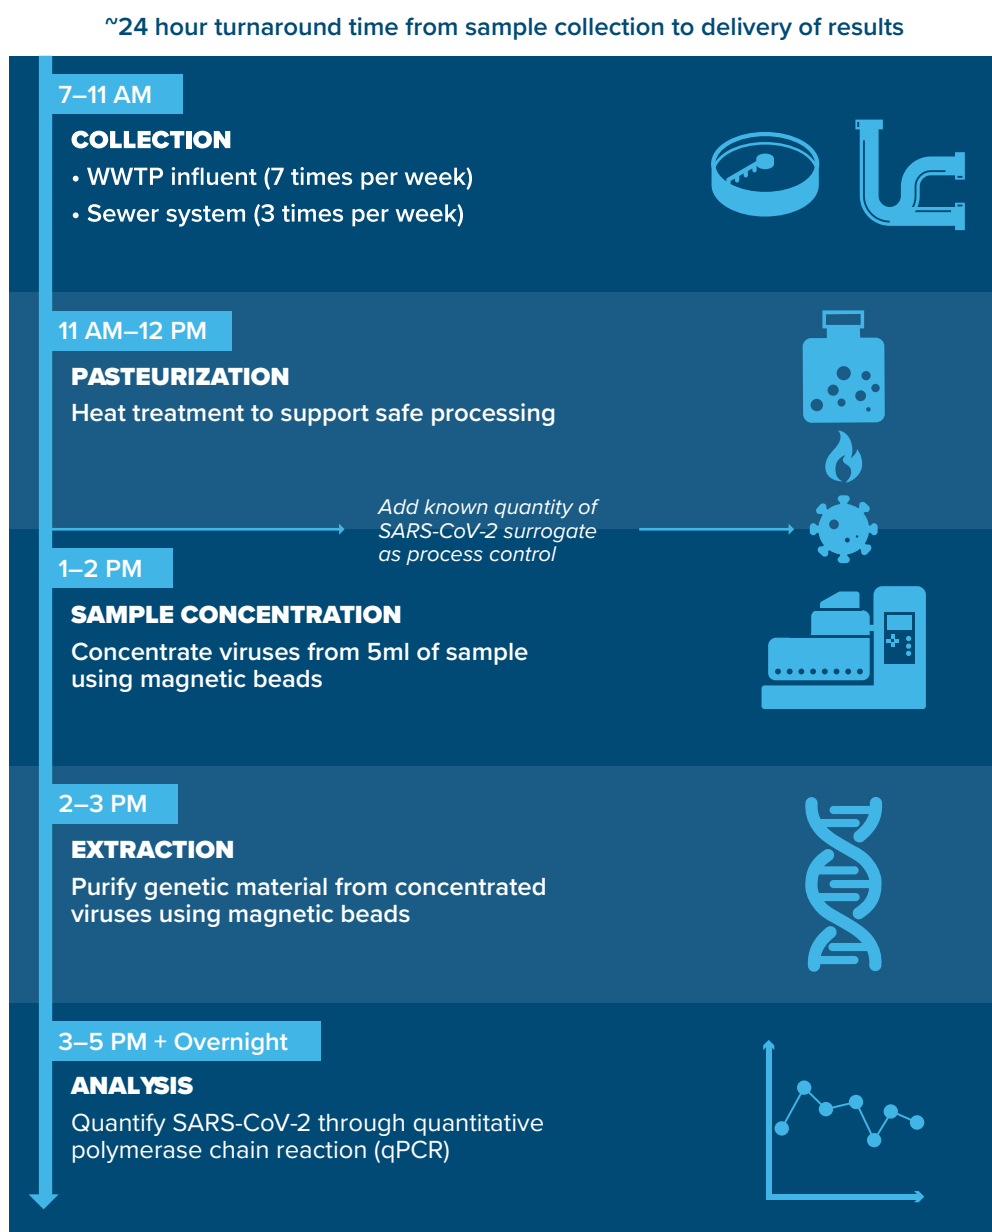 ~24 hour turnaround time from sample collection to delivery of results
7–11 AM
COLLECTION
• WWTP influent (7 times per week)
• Sewer system (3 times per week)
11 AM–12 PM
PASTEURIZATION
Heat treatment to support safe processing
Add known quantity of
SARS-CoV-2 surrogate
as process control
1–2 PM
SAMPLE CONCENTRATION
Concentrate viruses from 5ml of sample
using magnetic beads
2–3 PM
EXTRACTION
Purify genetic material from concentrated
viruses using magnetic beads
3–5 PM + Overnight
ANALYSIS
Quantify SARS-CoV-2 through quantitative
polymerase chain reaction (qPCR)